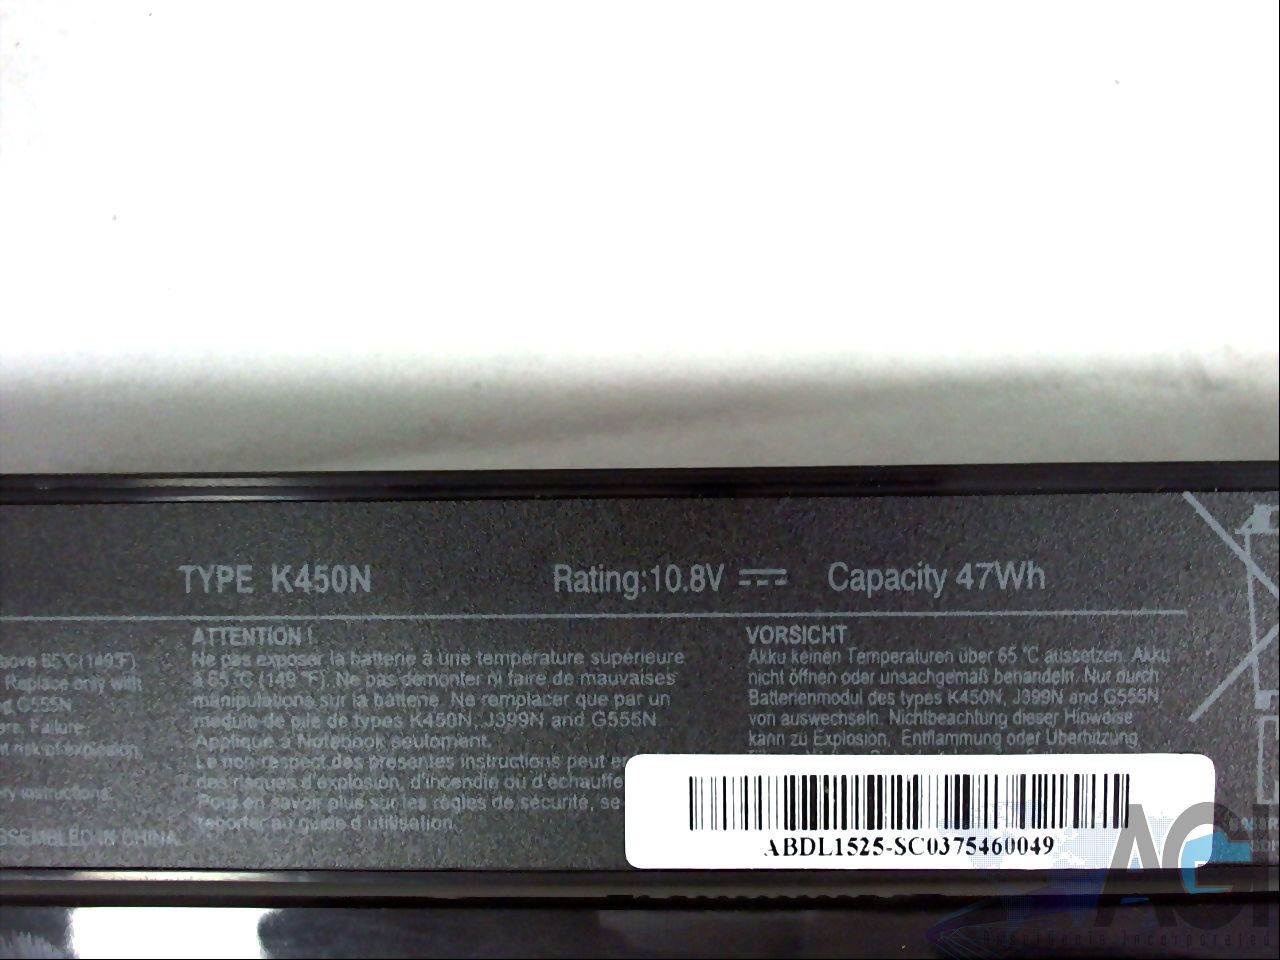 TYPE K450N Rating:10.8V Capacity 47Wh
ATTENTION !
Ne pas exposer la batterie à une température supérieure
à 65 °C (149 °F). Ne pas démonter ni faire de mauvaises
manipulations sur la batterie. Ne remplacer que par un
module de pile de types K450N, J399N and G555N.
Applique à Notebook seulement.
Le non-respect des présentes instructions peut en
des risques d'explosion, d'incendie ou d'échauffe
Pour en savoir plus sur les règles de sécurité, se
reporter au guide d'utilisation.
VORSICHT
Akku keinen Temperaturen über 65 °C aussetzen. Akku
nicht öffen oder unsachgemaß behandeln. Nur durch
Batterienmodul des types K450N, J399N and G555N
von auswechseln. Nichtbeachtung dieser Hinweise
kann zu Explosion, Entflammung oder Überhitzung
(149°F).
Replace only with
G555N
Failure
risk of explosion
instructions.
ASSEMBLED IN CHINA
ABDL1525-SC0375460049
AGI
Incorporated